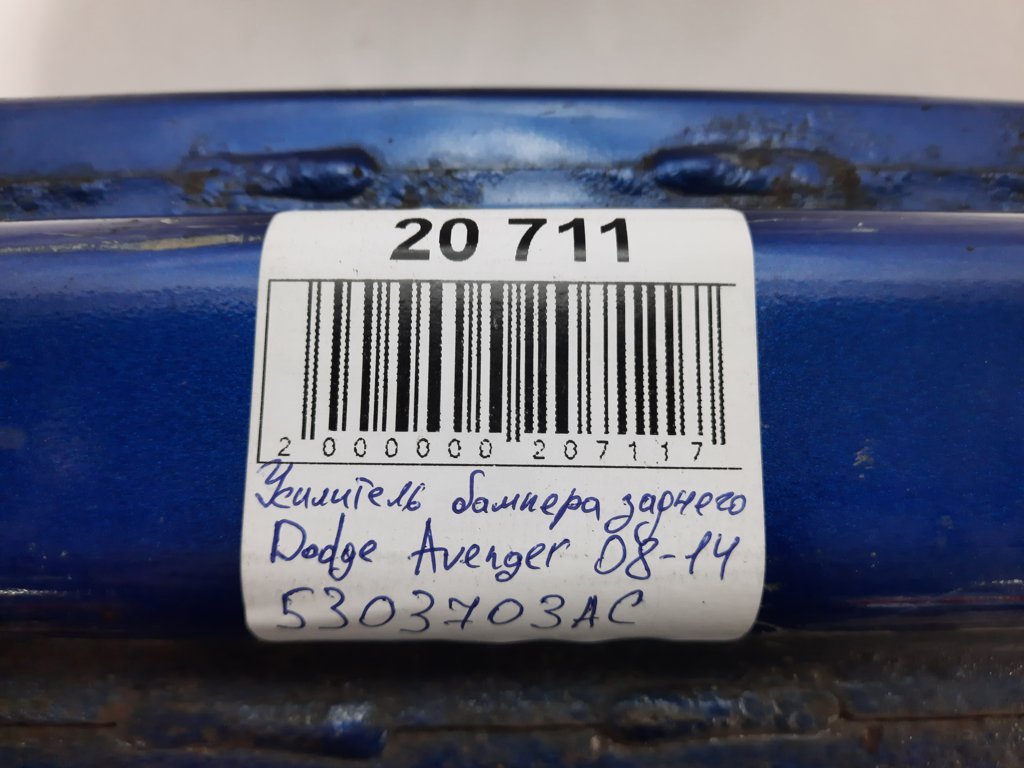 20 711
2 000000 207117
Усилитель бампера заднего
Dodge Avenger 08-14
5303703AC